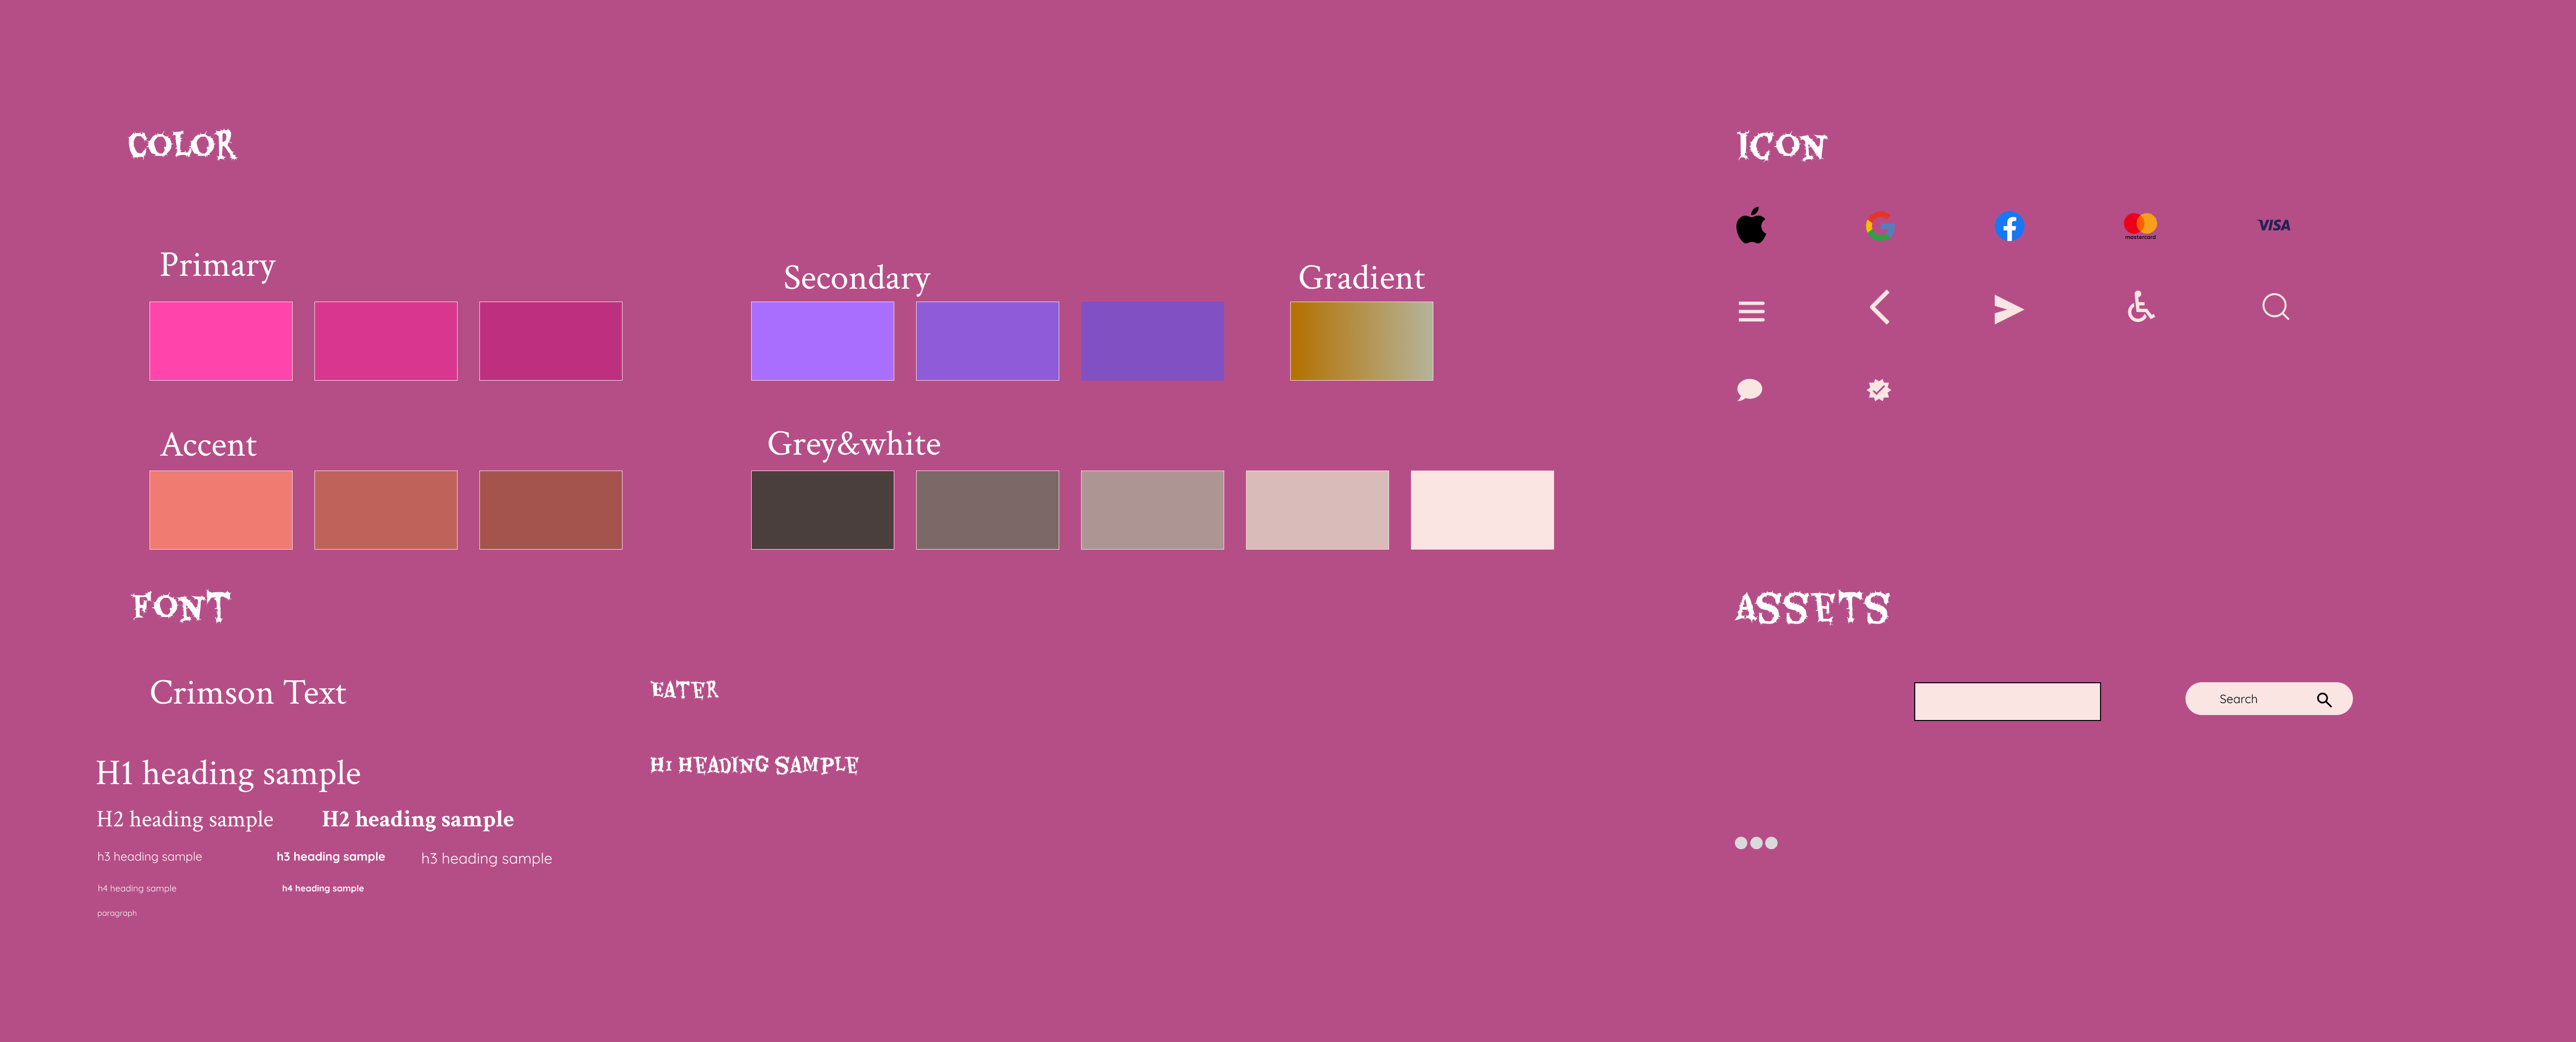 COLOR
Primary
Secondary
Gradient
Accent
Grey&white
FONT
Crimson Text
EATER
H1 heading sample
H1 HEADING SAMPLE
H2 heading sample
H2 heading sample
h3 heading sample
h3 heading sample
h3 heading sample
h4 heading sample
h4 heading sample
paragraph
ICON
mastercard
VISA
ASSETS
Search